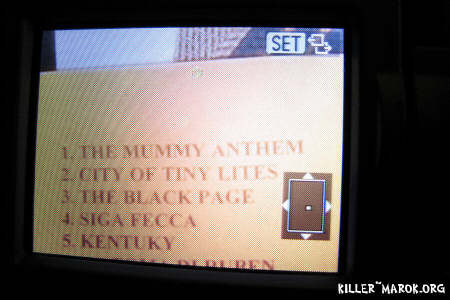 SET
1. THE MUMMY ANTHEM
2. CITY OF TINY LITES
3. THE BLACK PAGE
4. SIGA FECCA
5. KENTUKY
KILLER~MAROK.ORG